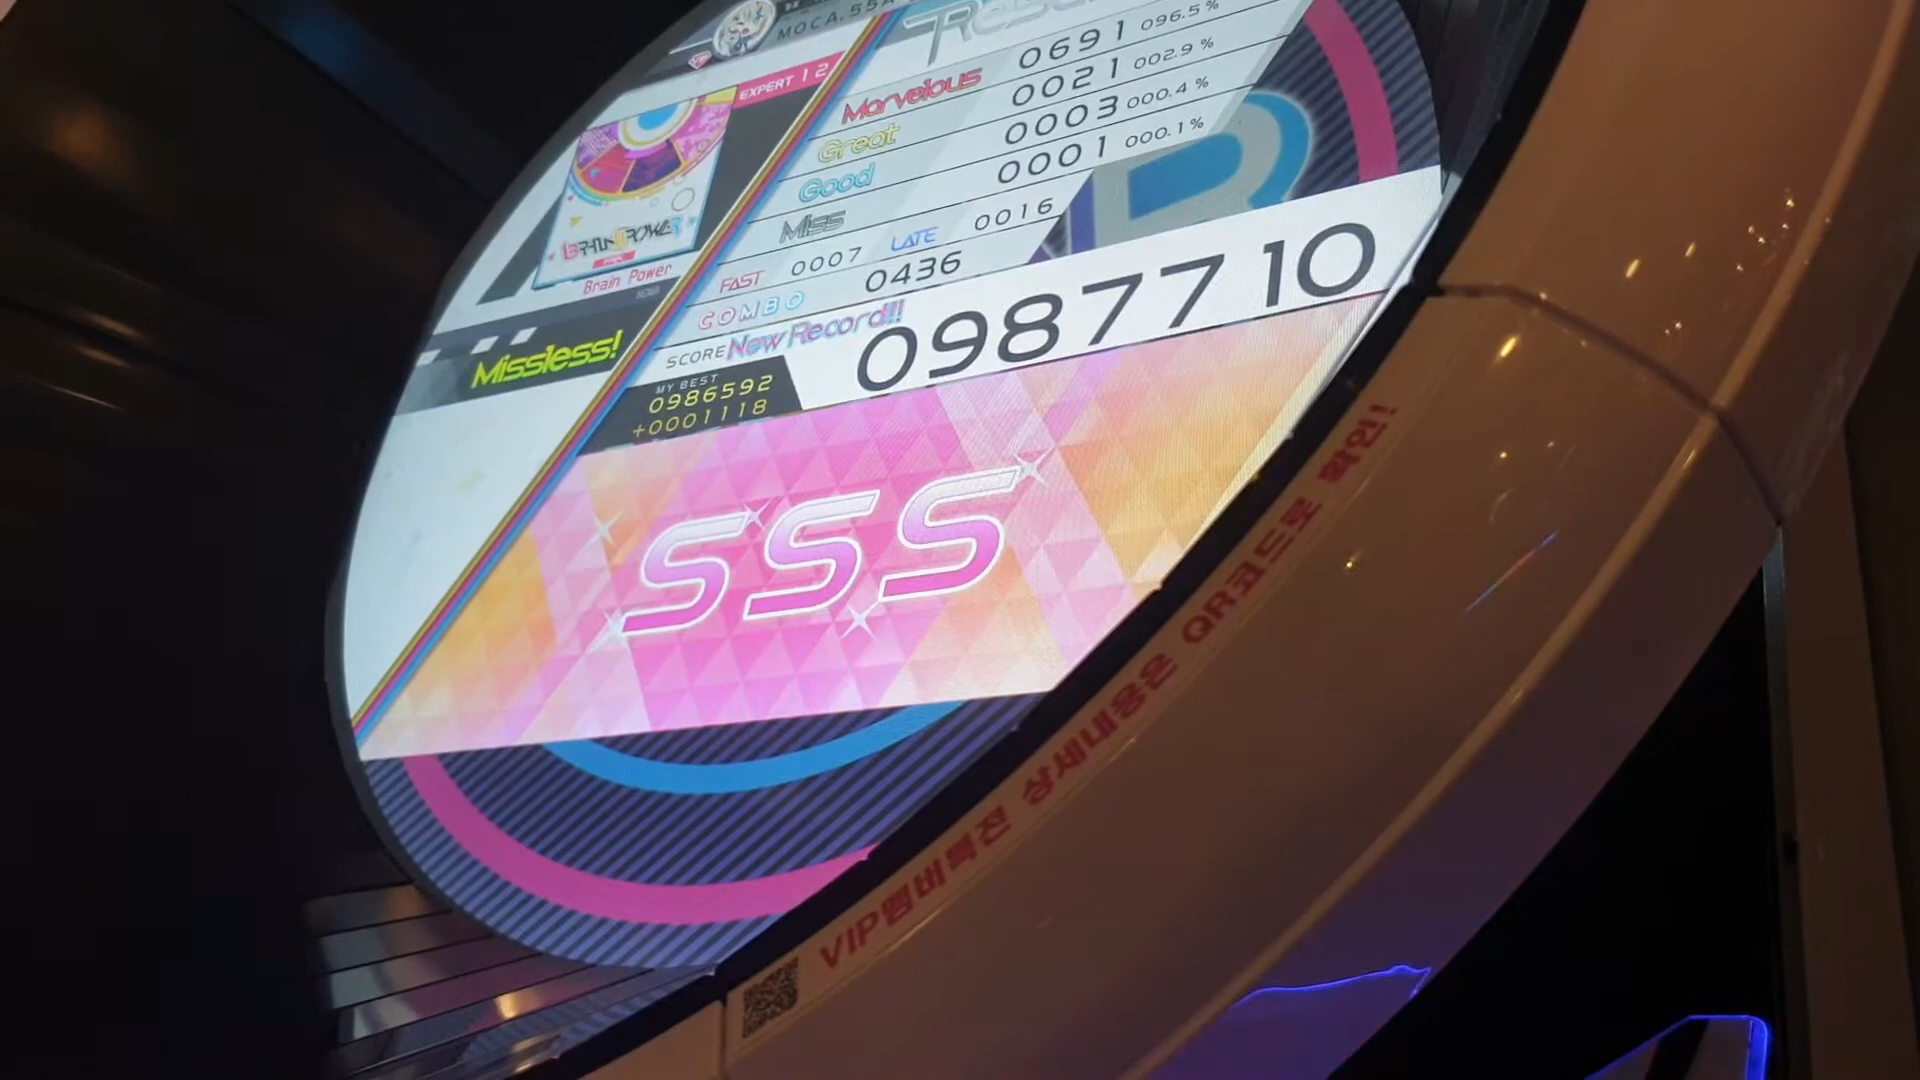 MOCA.55A
EXPERT 12
BRAIN POWER
Brain Power
NOMA
Missless!
Marvelous 0691 096.5%
Great 0021 002.9%
Good 0003 000.4%
Miss 0001 000.1%
FAST 0007 LATE 0016
COMBO 0436
SCORE New Record!! 0987710
MY BEST
0986592
+0001118
SSS
VIP멤버특전 상세내용은 QR코드로 확인!